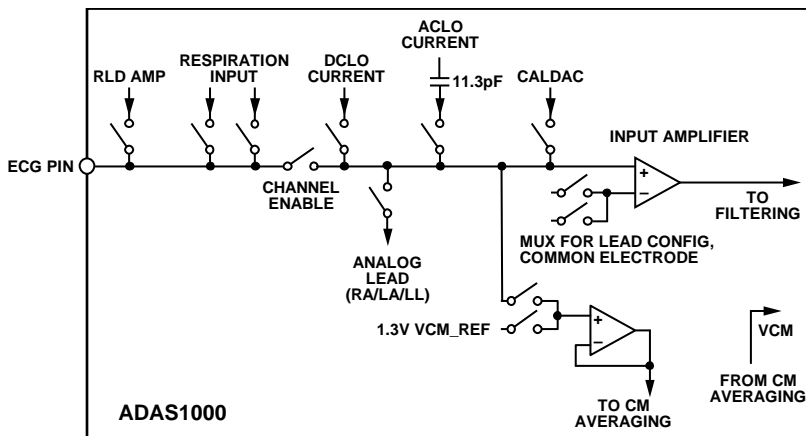 ACLO
CURRENT
RESPIRATION
INPUT
DCLO
CURRENT
RLD AMP
11.3pF
CALDAC
INPUT AMPLIFIER
ECG PIN
CHANNEL
ENABLE
+
−
TO
FILTERING
MUX FOR LEAD CONFIG,
COMMON ELECTRODE
ANALOG
LEAD
(RA/LA/LL)
1.3V VCM_REF
+
−
VCM
FROM CM
AVERAGING
TO CM
AVERAGING
ADAS1000